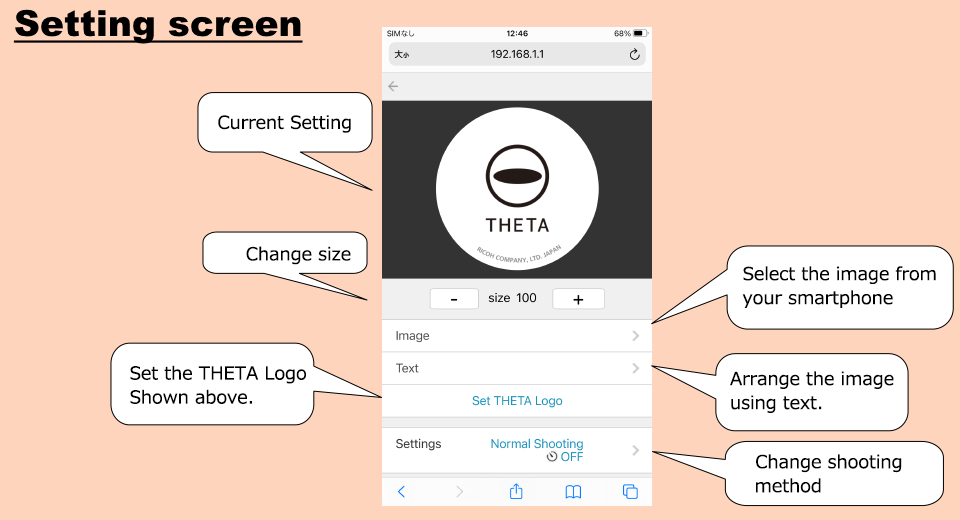 Setting screen
SIMなし 12:46 68%
大小 192.168.1.1
Current Setting
THETA
RICOH COMPANY, LTD. JAPAN
Change size
- size 100 +
Select the image from
your smartphone
Image
Text
Set the THETA Logo
Shown above.
Arrange the image
using text.
Set THETA Logo
Settings Normal Shooting
OFF
Change shooting
method